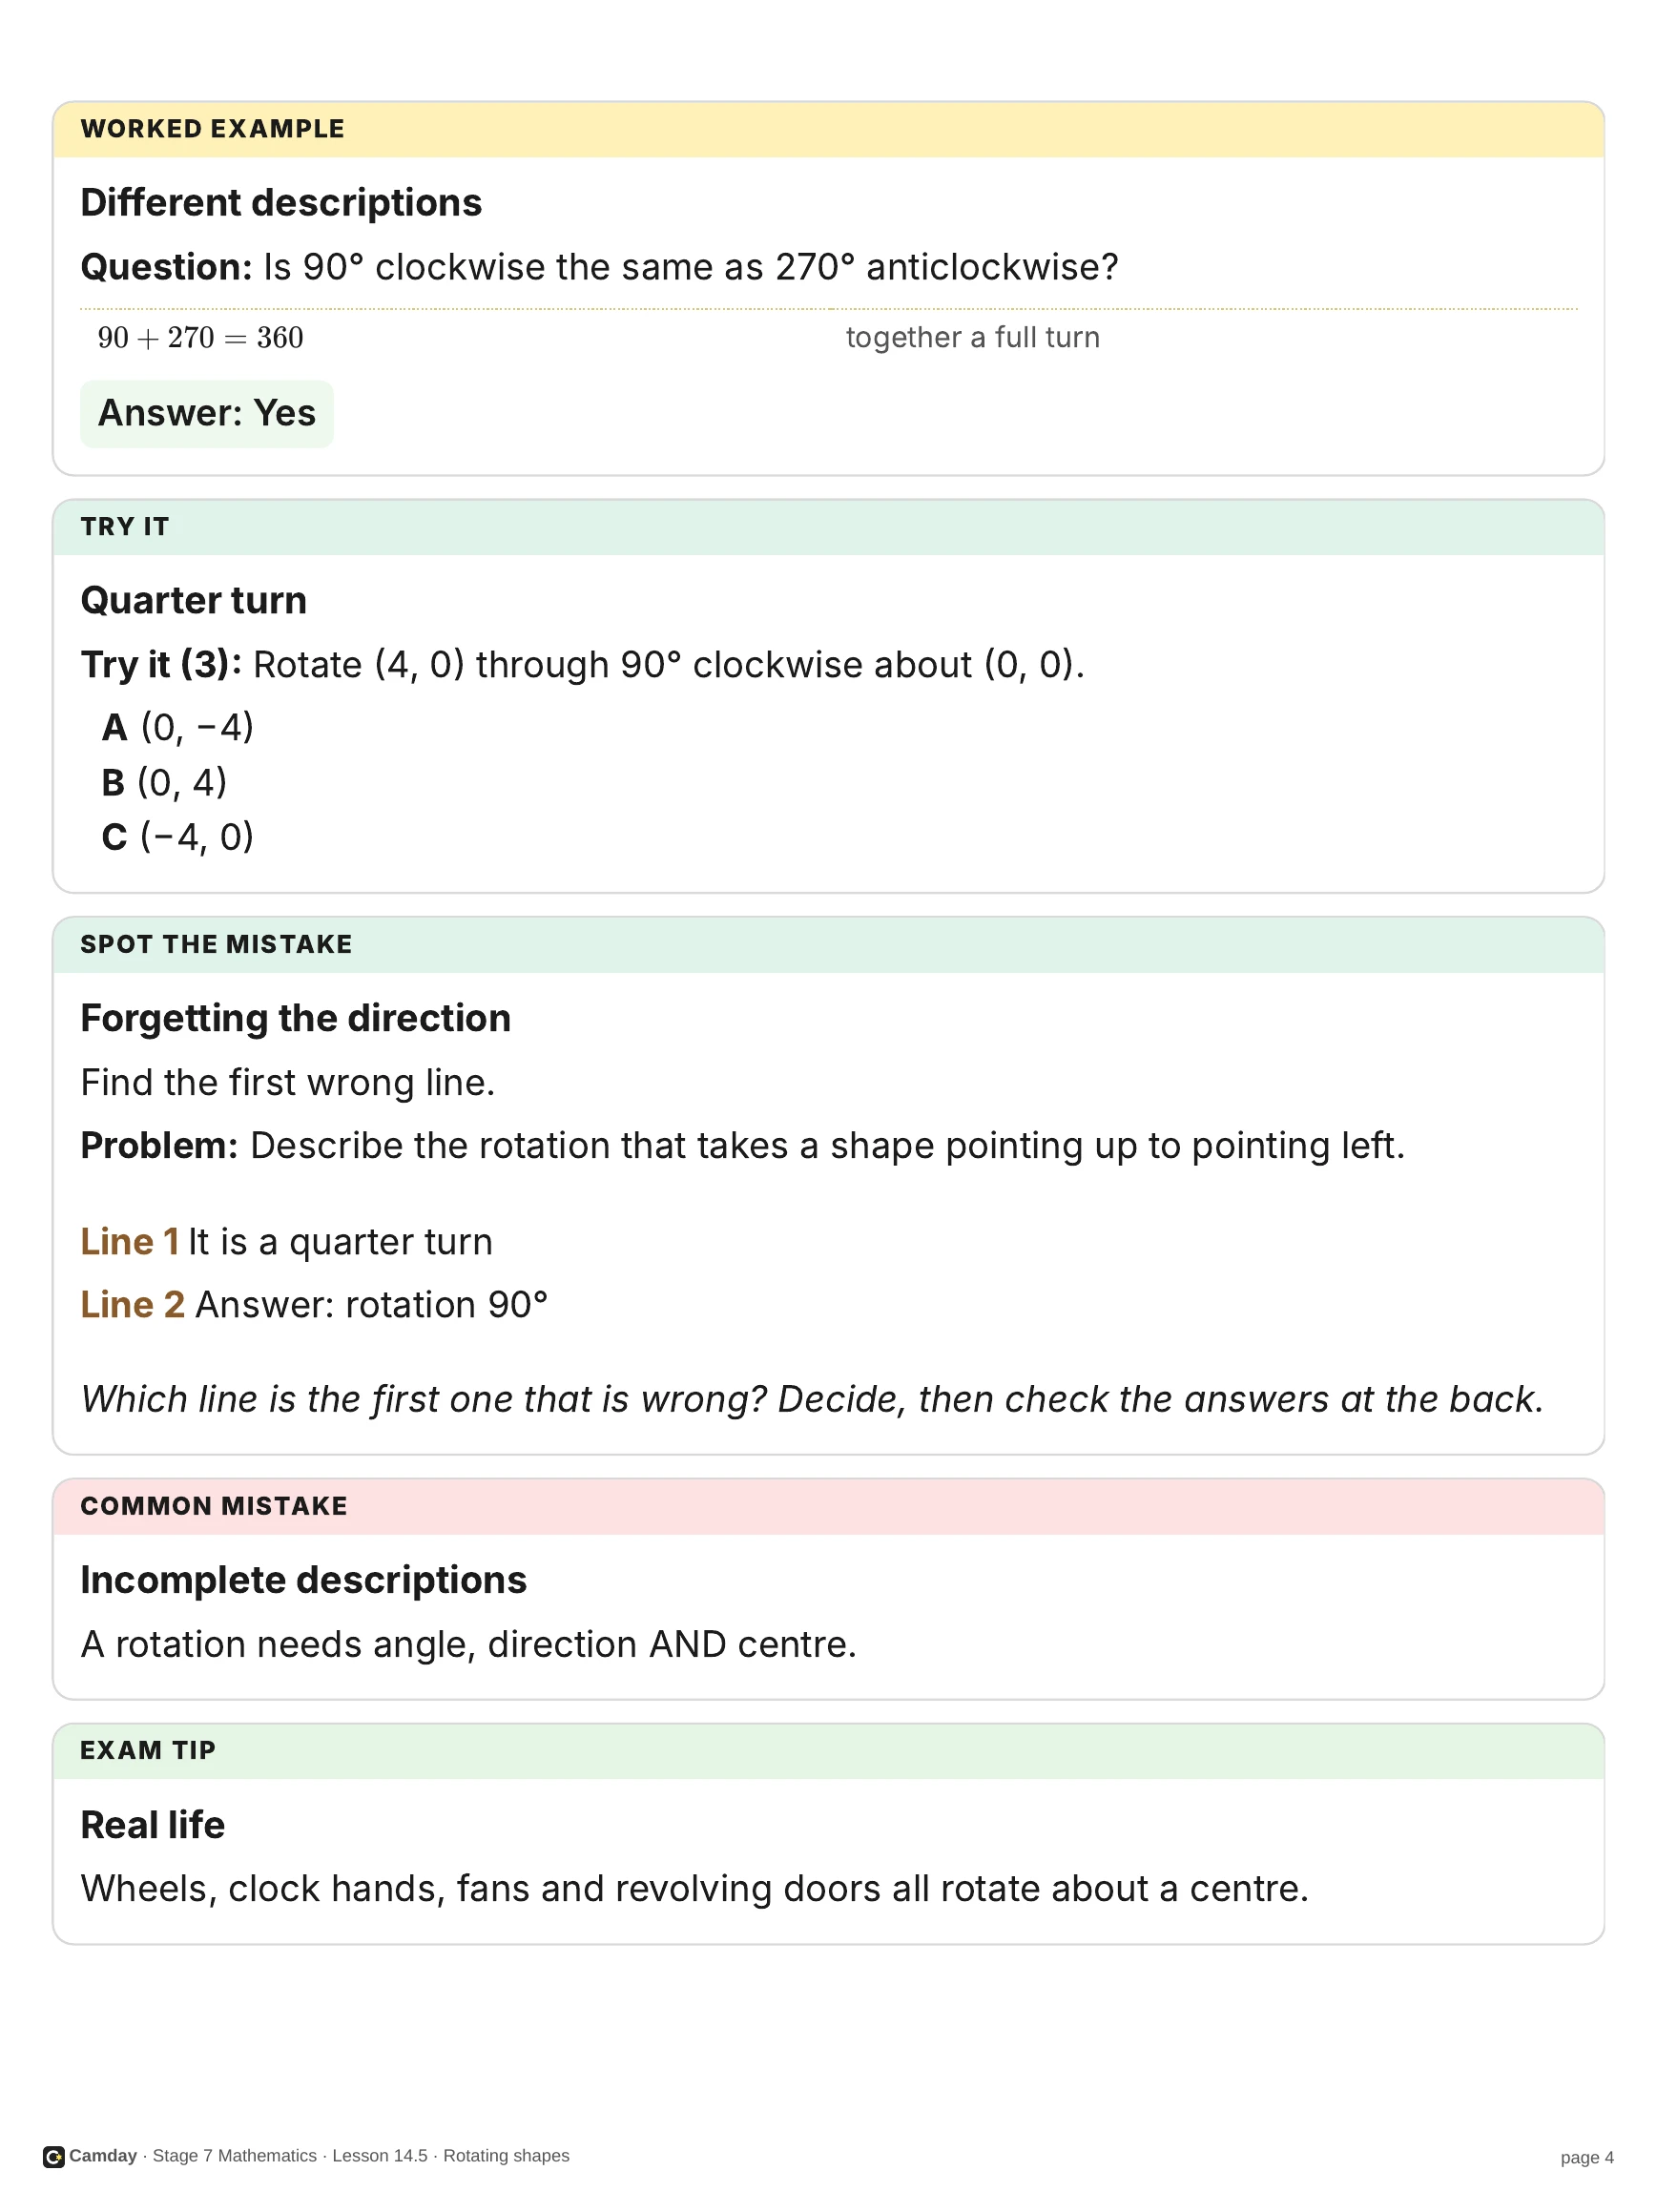 WORKED EXAMPLE
Different descriptions
Question: Is 90° clockwise the same as 270° anticlockwise?
90 + 270 = 360 together a full turn
Answer: Yes
TRY IT
Quarter turn
Try it (3): Rotate (4, 0) through 90° clockwise about (0, 0).
A (0, −4)
B (0, 4)
C (−4, 0)
SPOT THE MISTAKE
Forgetting the direction
Find the first wrong line.
Problem: Describe the rotation that takes a shape pointing up to pointing left.
Line 1 It is a quarter turn
Line 2 Answer: rotation 90°
Which line is the first one that is wrong? Decide, then check the answers at the back.
COMMON MISTAKE
Incomplete descriptions
A rotation needs angle, direction AND centre.
EXAM TIP
Real life
Wheels, clock hands, fans and revolving doors all rotate about a centre.
Camday · Stage 7 Mathematics · Lesson 14.5 · Rotating shapes page 4